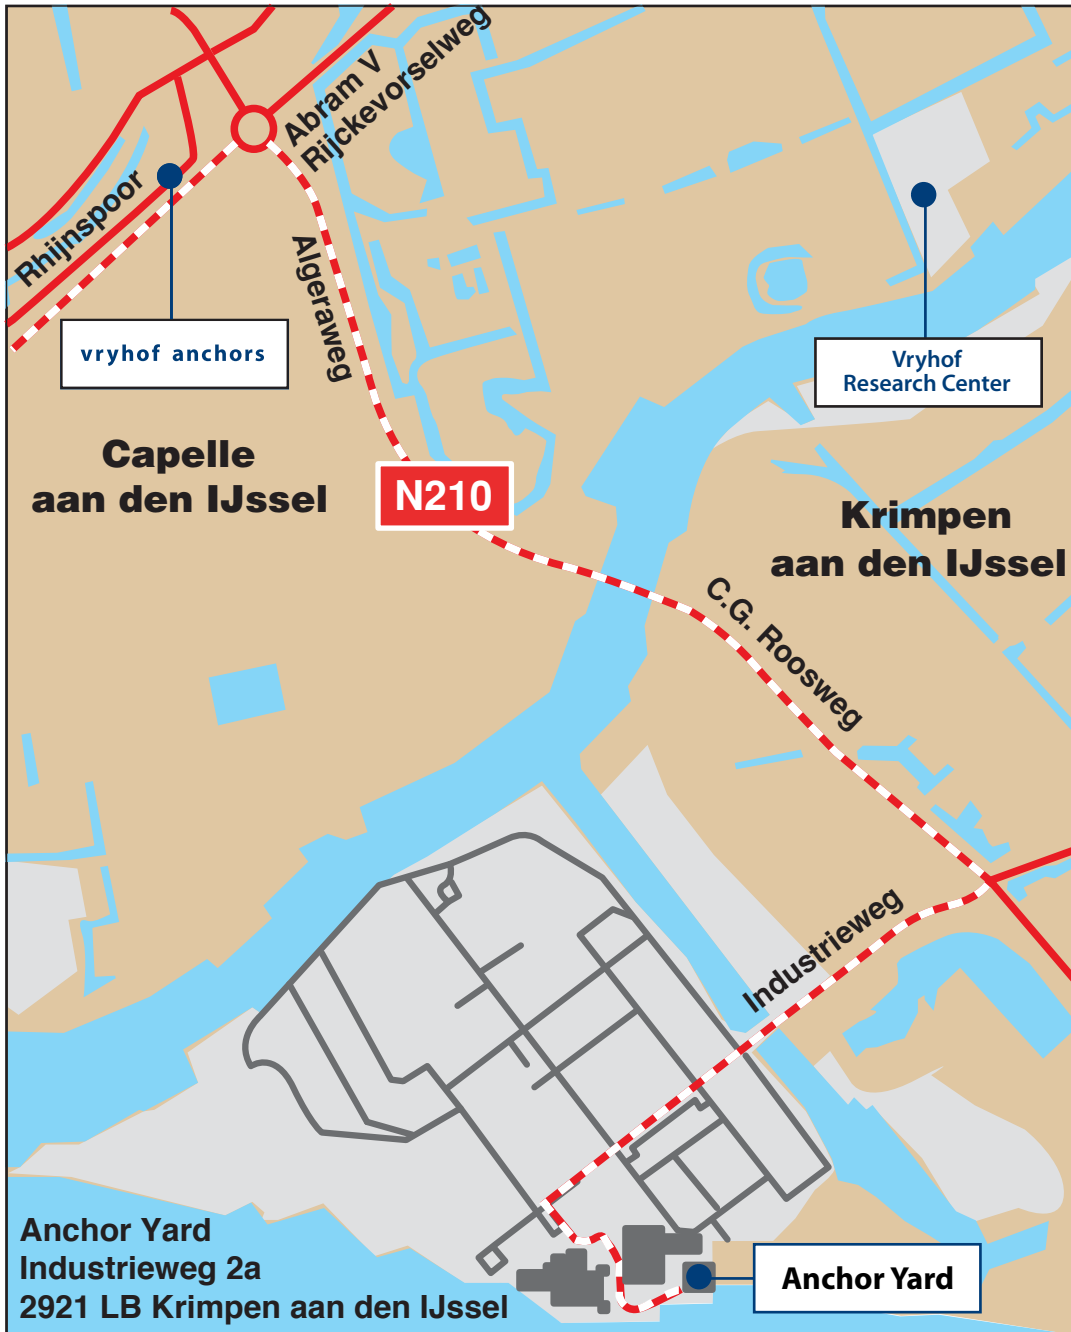 Abram V
Rijckevorselweg
Rhijnspoor
Algeraweg
vryhof anchors
Vryhof
Research Center
Capelle
aan den IJssel
N210
Krimpen
aan den IJssel
C.G. Roosweg
Industrieweg
Anchor Yard
Industrieweg 2a
2921 LB Krimpen aan den IJssel
Anchor Yard